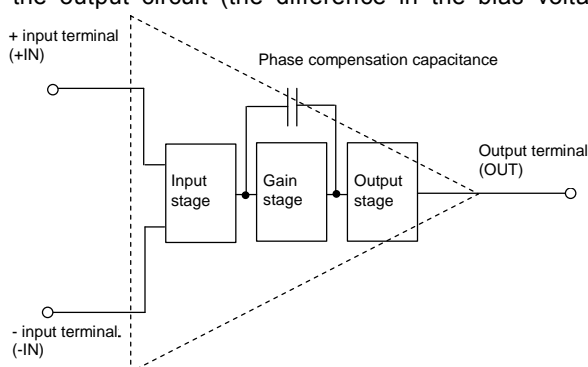 the output circuit (the difference in the bias volta
+ input terminal
(+IN)
Phase compensation capacitance
Input
stage
Gain
stage
Output
stage
Output terminal
(OUT)
- input terminal.
(-IN)